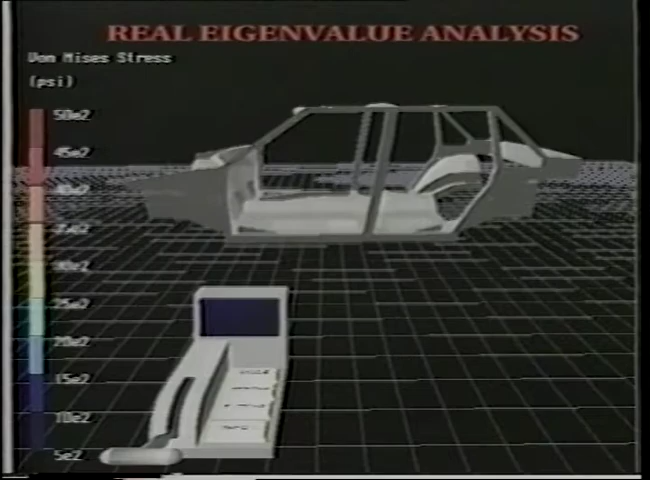 REAL EIGENVALUE ANALYSIS
Von Mises Stress
(psi)
50e2
45e2
40e2
35e2
30e2
25e2
20e2
15e2
10e2
5e2